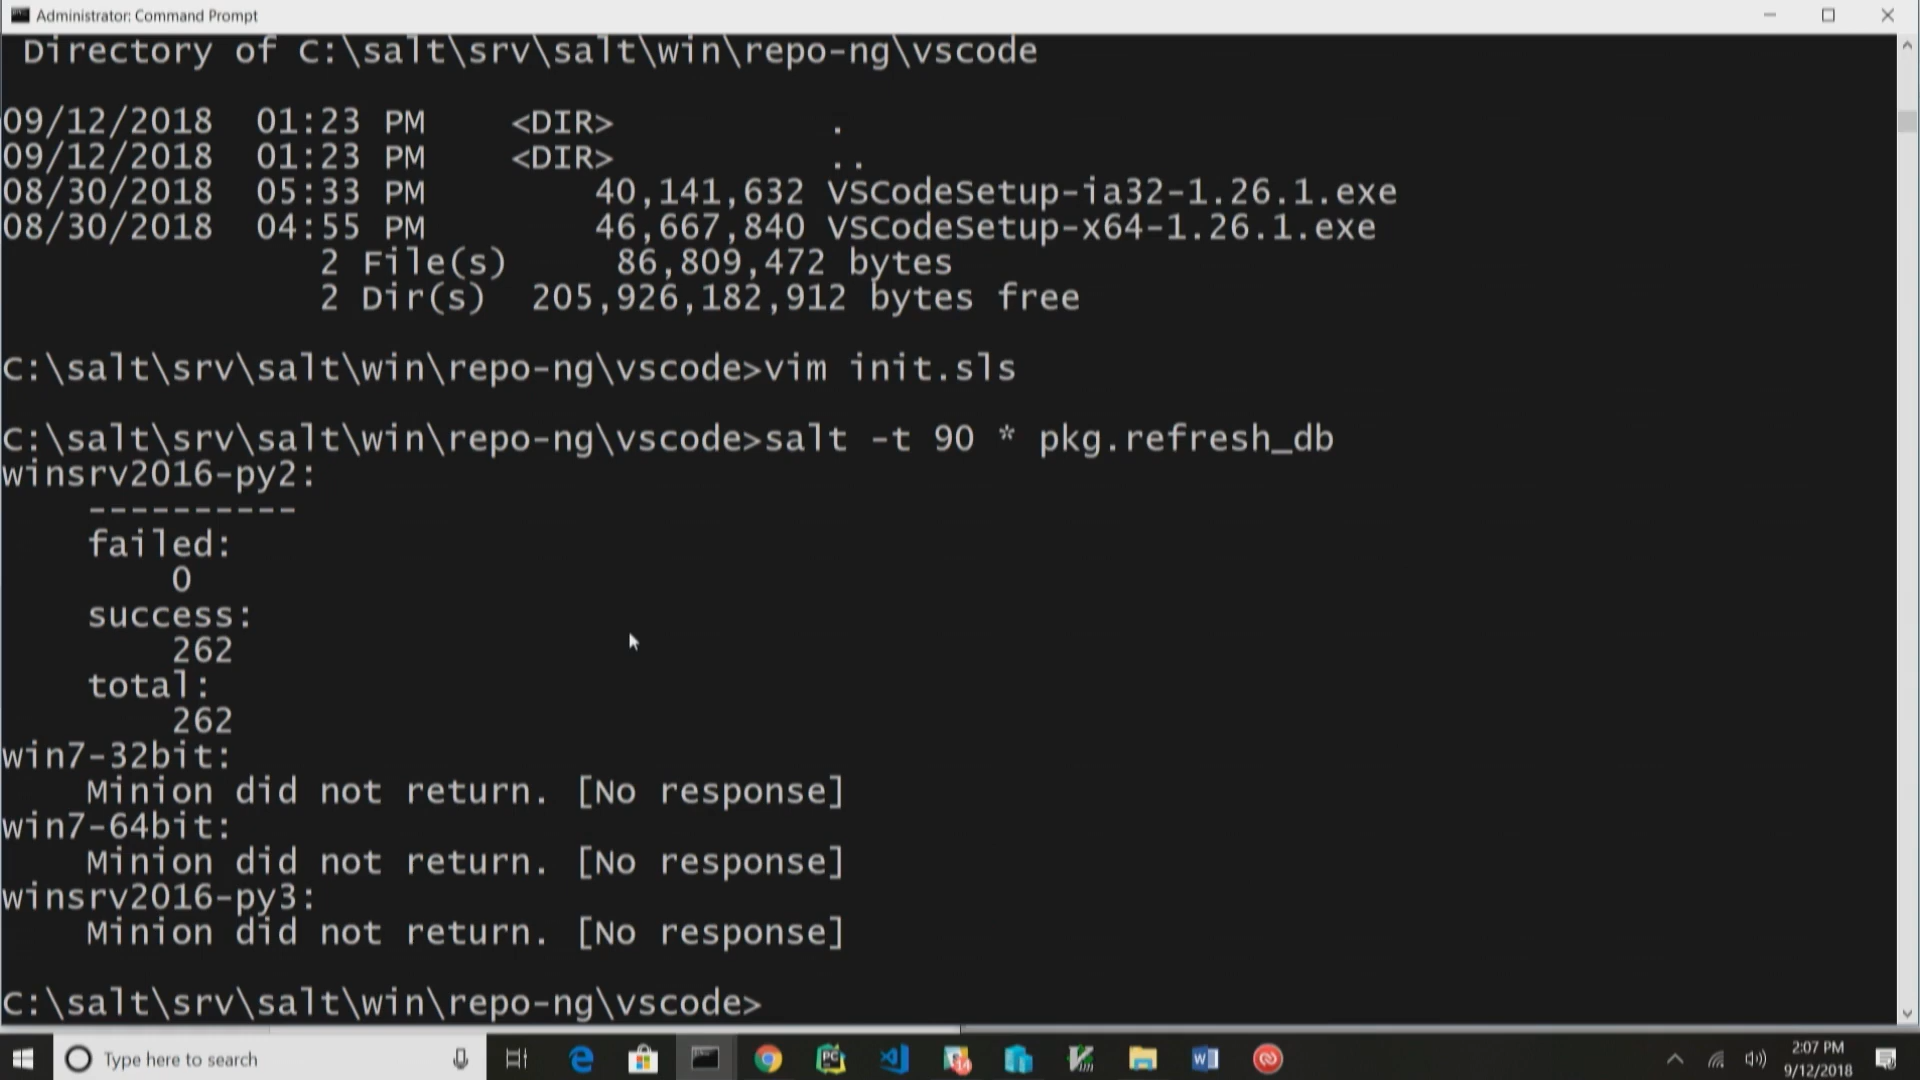 Administrator: Command Prompt
Directory of C:\salt\srv\salt\win\repo-ng\vscode
09/12/2018  01:23 PM    <DIR>          .
09/12/2018  01:23 PM    <DIR>          ..
08/30/2018  05:33 PM        40,141,632 VSCodeSetup-ia32-1.26.1.exe
08/30/2018  04:55 PM        46,667,840 VSCodeSetup-x64-1.26.1.exe
2 File(s)     86,809,472 bytes
2 Dir(s)  205,926,182,912 bytes free
C:\salt\srv\salt\win\repo-ng\vscode>vim init.sls
C:\salt\srv\salt\win\repo-ng\vscode>salt -t 90 * pkg.refresh_db
winsrv2016-py2:
----------
failed:
0
success:
262
total:
262
win7-32bit:
Minion did not return. [No response]
win7-64bit:
Minion did not return. [No response]
winsrv2016-py3:
Minion did not return. [No response]
C:\salt\srv\salt\win\repo-ng\vscode>
Type here to search
2:07 PM
9/12/2018